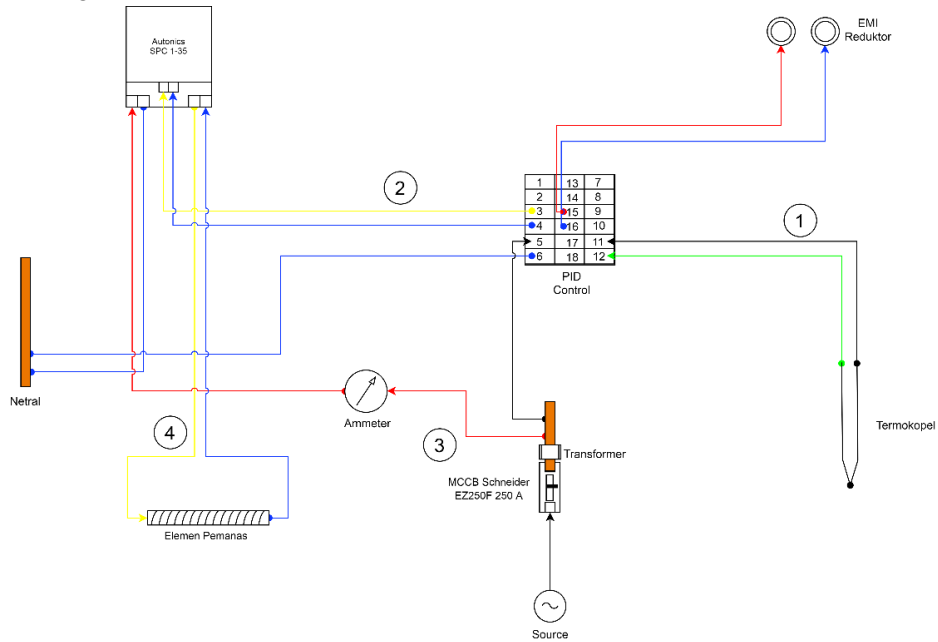 Autonics
SPC 1-35
EMI
Reduktor
2
1
1 13 7
2 14 8
3 15 9
4 16 10
5 17 11
6 18 12
PID
Control
Netral
Ammeter
4
3
Transformer
MCCB Schneider
EZ250F 250 A
Termokopel
Elemen Pemanas
Source